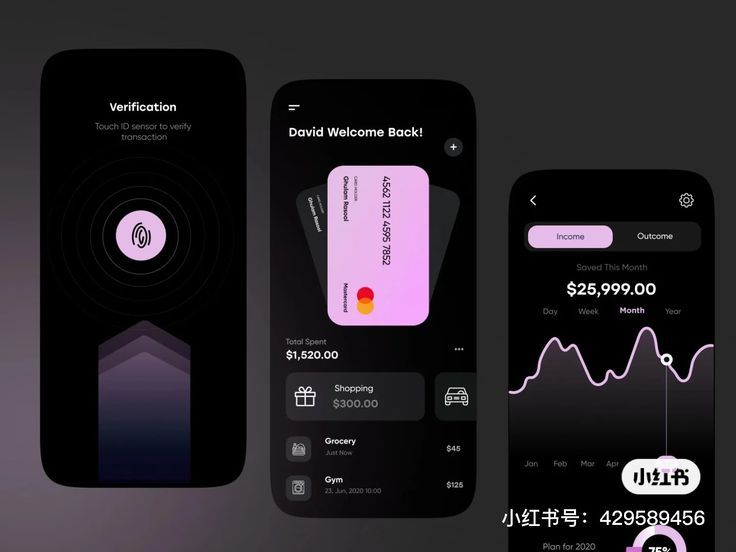 Verification
Touch ID sensor to verify
transaction
David Welcome Back!
+
CARD HOLDER
Ghulam Rasool
4562 1122 4595 7852
Mastercard
Ghulam Rasool
Total Spent
$1,520.00
Shopping
$300.00
Grocery
Just Now
$45
Gym
23, Jun, 2020 10:00
$125
Income
Outcome
Saved This Month
$25,999.00
Day Week Month Year
Jan Feb Mar Apr
小红书
小红书号：429589456
Plan for 2020
75%